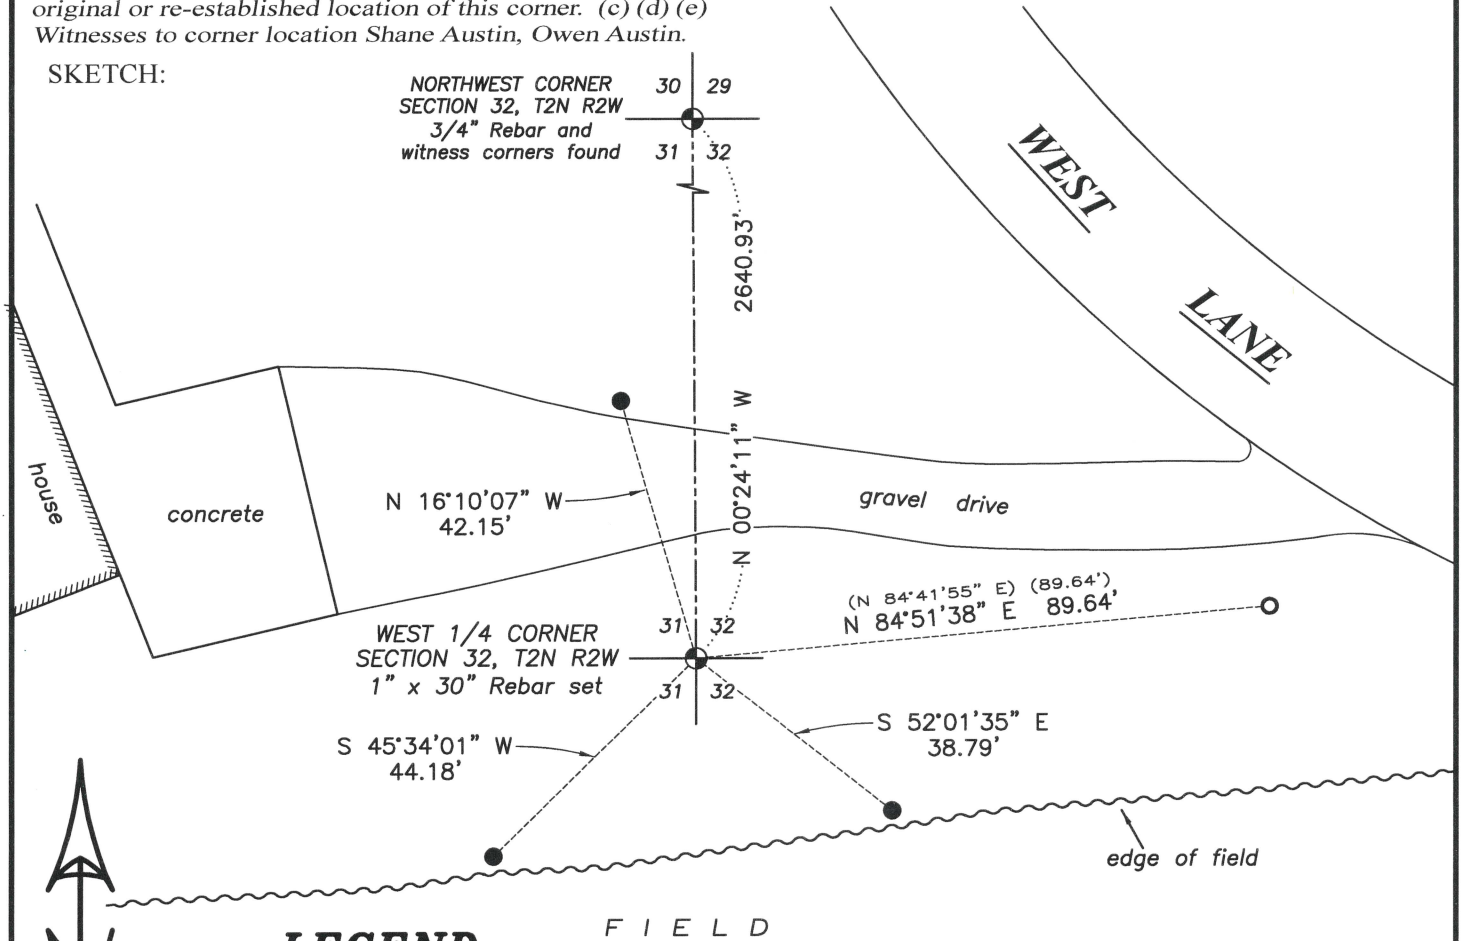 original or re-established location of this corner. (c) (d) (e)
Witnesses to corner location Shane Austin, Owen Austin.
SKETCH:
NORTHWEST CORNER
SECTION 32, T2N R2W
3/4" Rebar and
witness corners found
30 29
31 32
WEST
LANE
2640.93'
N 00°24'11" W
house
concrete
N 16°10'07" W
42.15'
gravel drive
(N 84°41'55" E) (89.64')
N 84°51'38" E 89.64'
WEST 1/4 CORNER
SECTION 32, T2N R2W
1" x 30" Rebar set
31 32
31 32
S 45°34'01" W
44.18'
S 52°01'35" E
38.79'
edge of field
FIELD
LEGEND